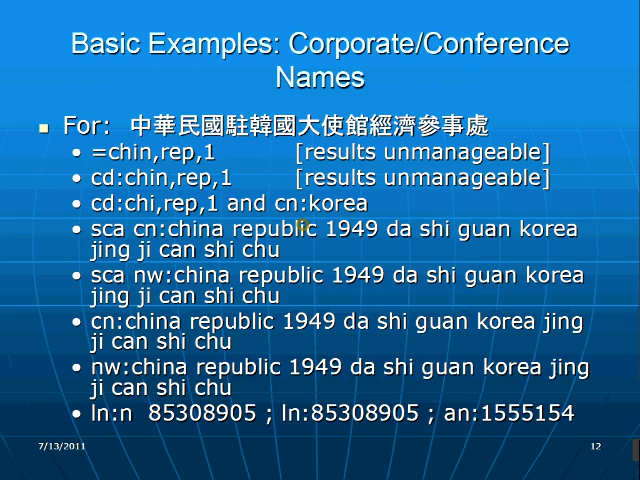 Basic Examples: Corporate/Conference
Names
For: 中華民國駐韓國大使館經濟參事處
• =chin,rep,1 [results unmanageable]
• cd:chin,rep,1 [results unmanageable]
• cd:chi,rep,1 and cn:korea
• sca cn:china republic 1949 da shi guan korea
jing ji can shi chu
• sca nw:china republic 1949 da shi guan korea
jing ji can shi chu
• cn:china republic 1949 da shi guan korea jing
ji can shi chu
• nw:china republic 1949 da shi guan korea jing
ji can shi chu
• ln:n 85308905 ; ln:85308905 ; an:1555154
7/13/2011
12